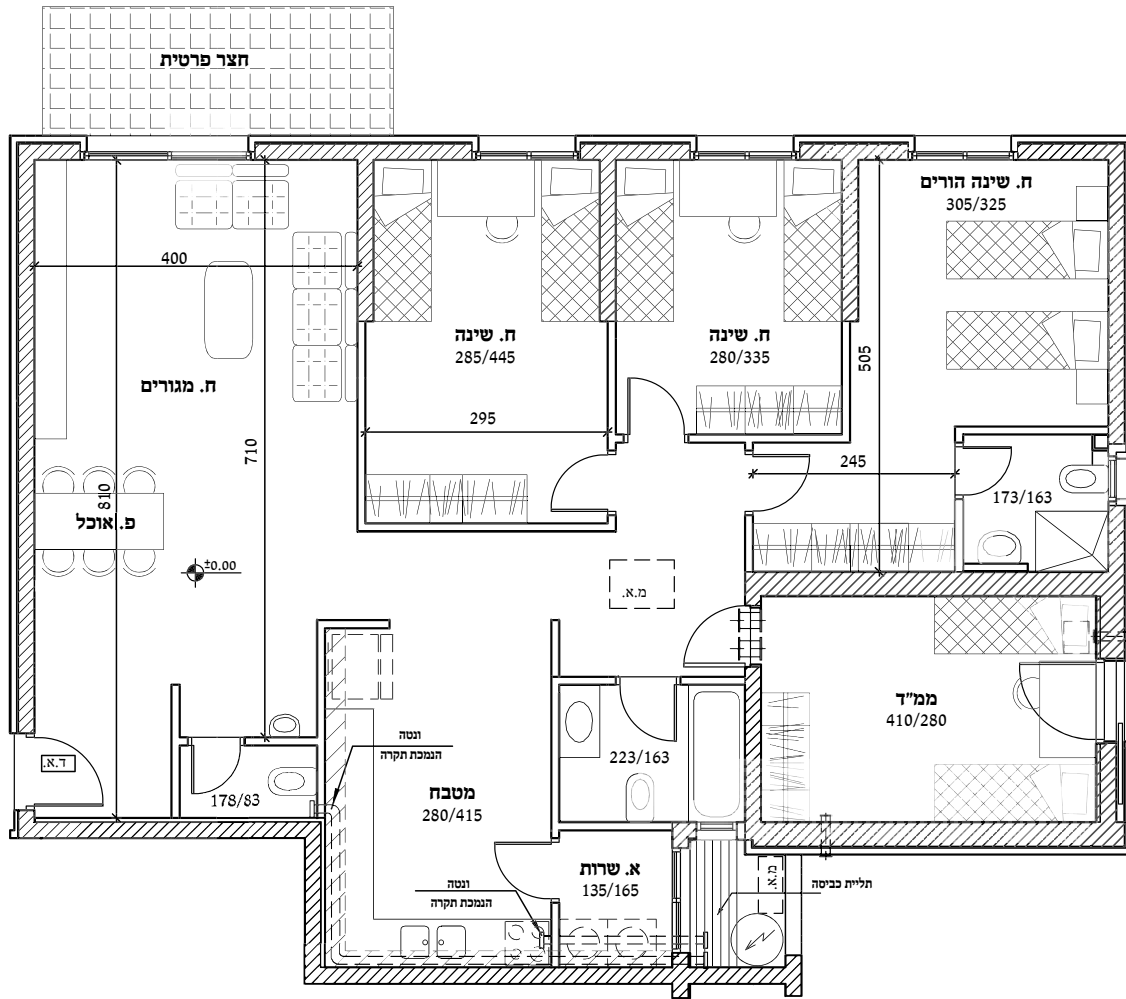 חצר פרטית
ח. שינה הורים
305/325
400
ח. שינה
285/445
ח. שינה
280/335
505
ח. מגורים
295
710
245
810
173/163
פ. אוכל
±0.00
מ.א.
ממ"ד
410/280
ונטה
הנמכת תקרה
223/163
ד.א.
178/83
מטבח
280/415
א. שרות
135/165
ונטה
הנמכת תקרה
מ.א.
תליית כביסה